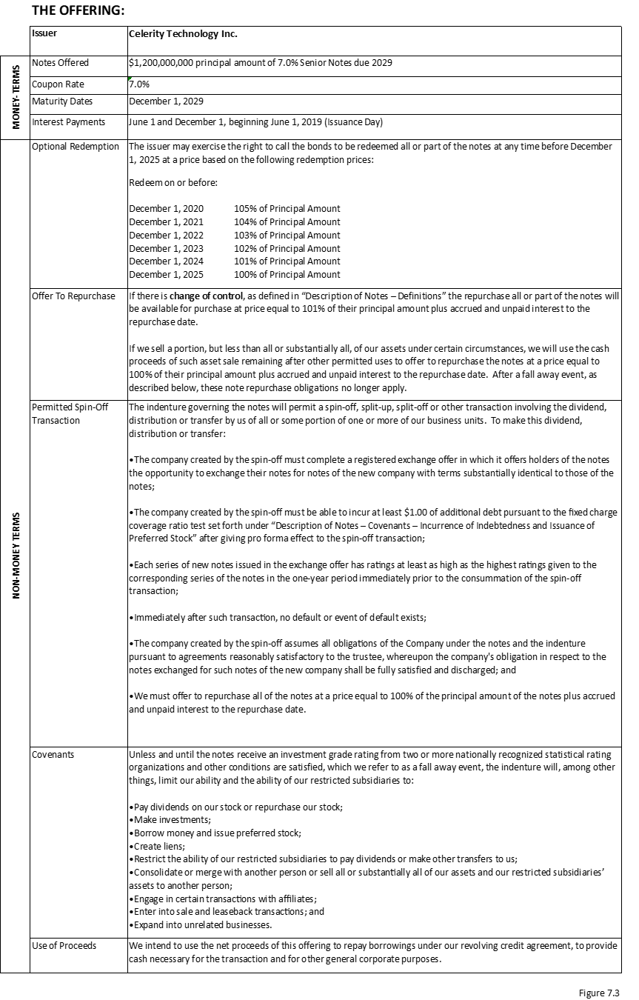 THE OFFERING:
Issuer
Celerity Technology Inc.
MONEY- TERMS
Notes Offered
$1,200,000,000 principal amount of 7.0% Senior Notes due 2029
Coupon Rate
7.0%
Maturity Dates
December 1, 2029
Interest Payments
June 1 and December 1, beginning June 1, 2019 (Issuance Day)
NON-MONEY TERMS
Optional Redemption
The issuer may exercise the right to call the bonds to be redeemed all or part of the notes at any time before December
1, 2025 at a price based on the following redemption prices:
Redeem on or before:
December 1, 2020 105% of Principal Amount
December 1, 2021 104% of Principal Amount
December 1, 2022 103% of Principal Amount
December 1, 2023 102% of Principal Amount
December 1, 2024 101% of Principal Amount
December 1, 2025 100% of Principal Amount
Offer To Repurchase
If there is change of control, as defined in “Description of Notes – Definitions” the repurchase all or part of the notes will
be available for purchase at price equal to 101% of their principal amount plus accrued and unpaid interest to the
repurchase date.
If we sell a portion, but less than all or substantially all, of our assets under certain circumstances, we will use the cash
proceeds of such asset sale remaining after other permitted uses to offer to repurchase the notes at a price equal to
100% of their principal amount plus accrued and unpaid interest to the repurchase date. After a fall away event, as
described below, these note repurchase obligations no longer apply.
Permitted Spin-Off
Transaction
The indenture governing the notes will permit a spin-off, split-up, split-off or other transaction involving the dividend,
distribution or transfer by us of all or some portion of one or more of our business units. To make this dividend,
distribution or transfer:
•The company created by the spin-off must complete a registered exchange offer in which it offers holders of the notes
the opportunity to exchange their notes for notes of the new company with terms substantially identical to those of the
notes;
•The company created by the spin-off must be able to incur at least $1.00 of additional debt pursuant to the fixed charge
coverage ratio test set forth under “Description of Notes – Covenants - Incurrence of Indebtedness and Issuance of
Preferred Stock” after giving pro forma effect to the spin-off transaction;
•Each series of new notes issued in the exchange offer has ratings at least as high as the highest ratings given to the
corresponding series of the notes in the one-year period immediately prior to the consummation of the spin-off
transaction;
•Immediately after such transaction, no default or event of default exists;
•The company created by the spin-off assumes all obligations of the Company under the notes and the indenture
pursuant to agreements reasonably satisfactory to the trustee, whereupon the company's obligation in respect to the
notes exchanged for such notes of the new company shall be fully satisfied and discharged; and
•We must offer to repurchase all of the notes at a price equal to 100% of the principal amount of the notes plus accrued
and unpaid interest to the repurchase date.
Covenants
Unless and until the notes receive an investment grade rating from two or more nationally recognized statistical rating
organizations and other conditions are satisfied, which we refer to as a fall away event, the indenture will, among other
things, limit our ability and the ability of our restricted subsidiaries to:
•Pay dividends on our stock or repurchase our stock;
•Make investments;
•Borrow money and issue preferred stock;
•Create liens;
•Restrict the ability of our restricted subsidiaries to pay dividends or make other transfers to us;
•Consolidate or merge with another person or sell all or substantially all of our assets and our restricted subsidiaries’
assets to another person;
•Engage in certain transactions with affiliates;
•Enter into sale and leaseback transactions; and
•Expand into unrelated businesses.
Use of Proceeds
We intend to use the net proceeds of this offering to repay borrowings under our revolving credit agreement, to provide
cash necessary for the transaction and for other general corporate purposes.
Figure 7.3